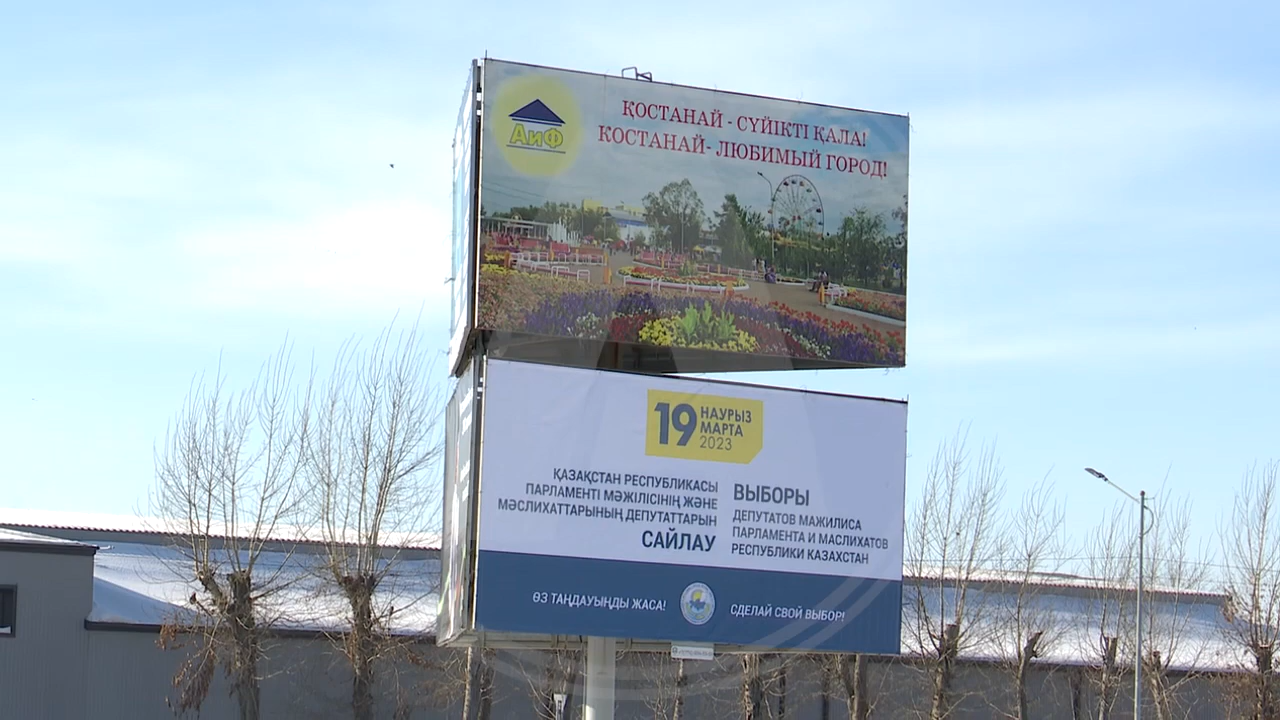 АиФ
ҚОСТАНАЙ - СҮЙІКТІ ҚАЛА!
КОСТАНАЙ- ЛЮБИМЫЙ ГОРОД!
19 НАУРЫЗ
МАРТА
2023
ҚАЗАҚСТАН РЕСПУБЛИКАСЫ
ПАРЛАМЕНТІ МӘЖІЛІСІНІҢ ЖӘНЕ
МӘСЛИХАТТАРЫНЫҢ ДЕПУТАТТАРЫН
САЙЛАУ
ВЫБОРЫ
ДЕПУТАТОВ МАЖИЛИСА
ПАРЛАМЕНТА И МАСЛИХАТОВ
РЕСПУБЛИКИ КАЗАХСТАН
ӨЗ ТАҢДАУЫҢДЫ ЖАСА!
СДЕЛАЙ СВОЙ ВЫБОР!